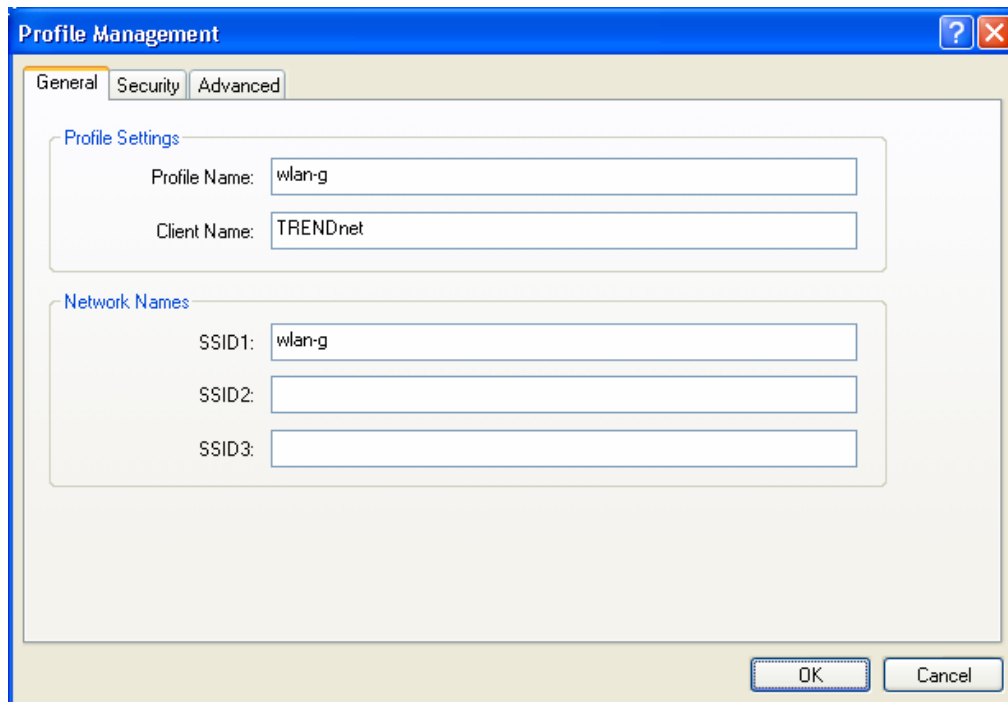 Profile Management
General Security Advanced
Profile Settings
Profile Name: wlan-g
Client Name: TRENDnet
Network Names
SSID1: wlan-g
SSID2:
SSID3:
OK Cancel